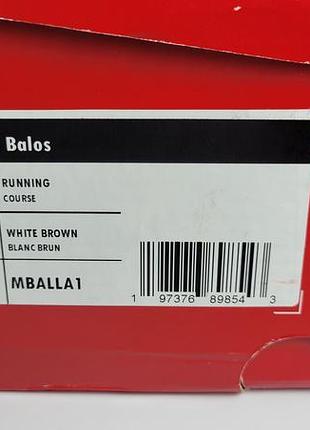 Balos
RUNNING
COURSE
WHITE BROWN
BLANC BRUN
MBALLA1
1 97376 89854 3